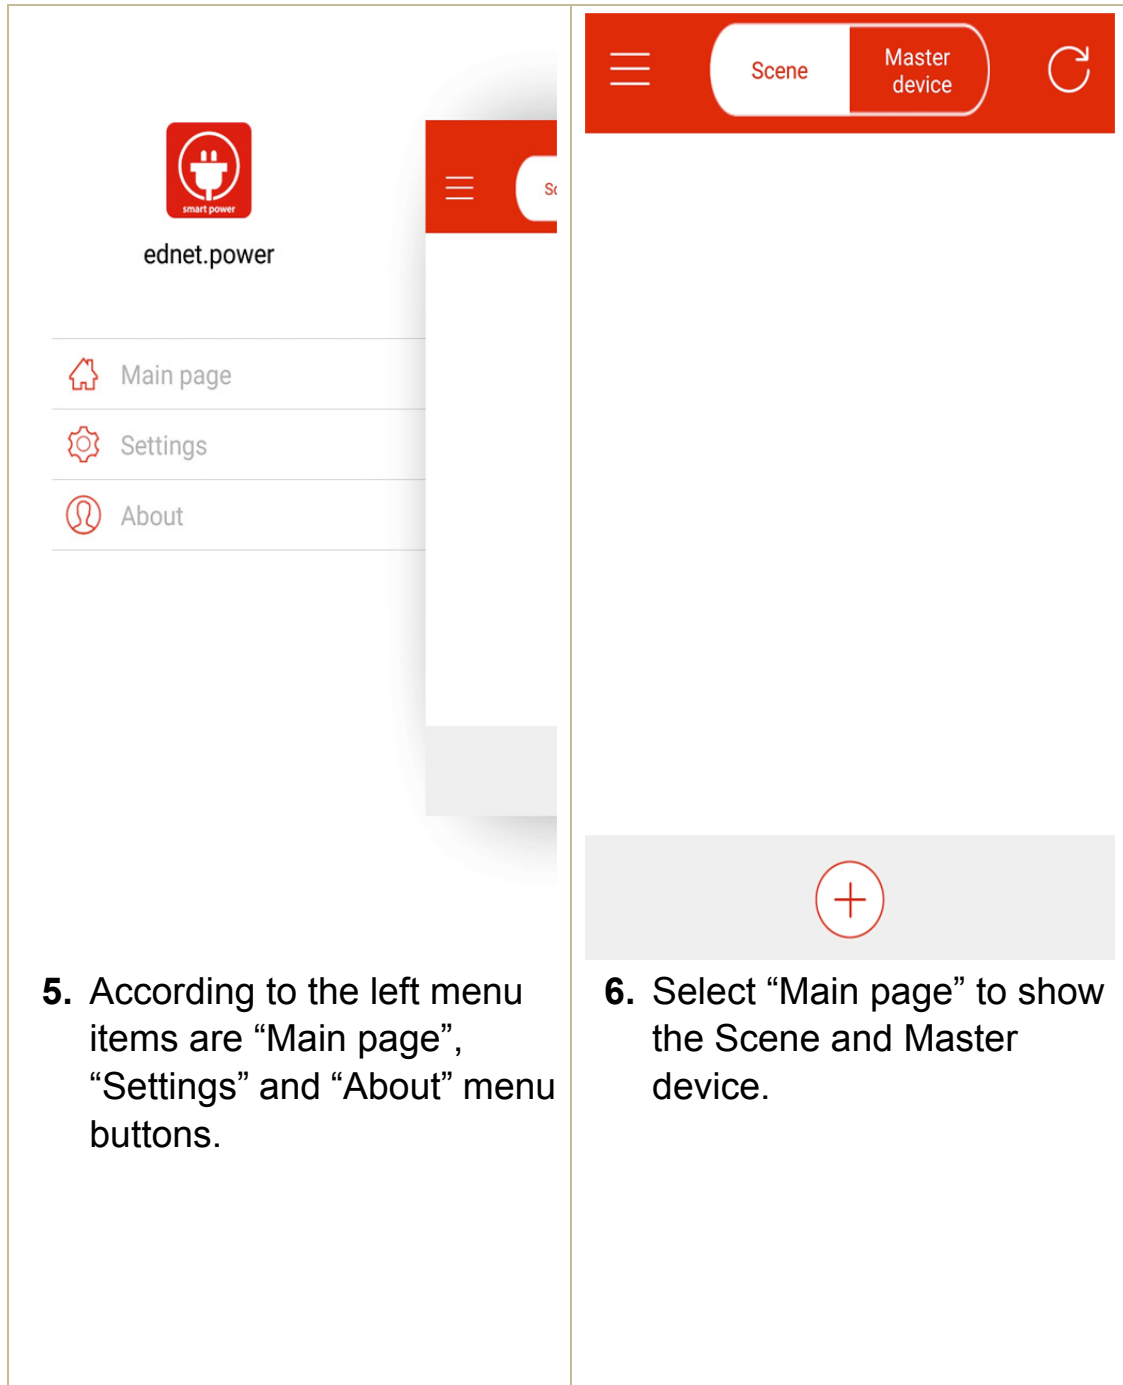 smart power
ednet.power
Main page
Settings
About
Sc
5. According to the left menu
items are “Main page”,
“Settings” and “About” menu
buttons.
Scene
Master
device
6. Select “Main page” to show
the Scene and Master
device.